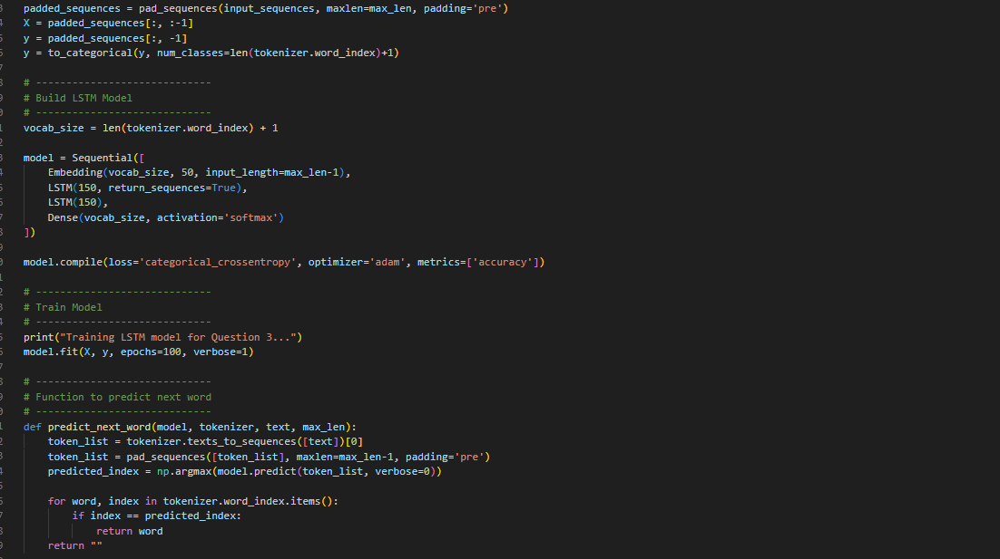 padded_sequences = pad_sequences(input_sequences, maxlen=max_len, padding='pre')
X = padded_sequences[:, :-1]
y = padded_sequences[:, -1]
y = to_categorical(y, num_classes=len(tokenizer.word_index)+1)

# -----------------------------
# Build LSTM Model
# -----------------------------
vocab_size = len(tokenizer.word_index) + 1

model = Sequential([
    Embedding(vocab_size, 50, input_length=max_len-1),
    LSTM(150, return_sequences=True),
    LSTM(150),
    Dense(vocab_size, activation='softmax')
])

model.compile(loss='categorical_crossentropy', optimizer='adam', metrics=['accuracy'])

# -----------------------------
# Train Model
# -----------------------------
print("Training LSTM model for Question 3...")
model.fit(X, y, epochs=100, verbose=1)

# -----------------------------
# Function to predict next word
# -----------------------------
def predict_next_word(model, tokenizer, text, max_len):
    token_list = tokenizer.texts_to_sequences([text])[0]
    token_list = pad_sequences([token_list], maxlen=max_len-1, padding='pre')
    predicted_index = np.argmax(model.predict(token_list, verbose=0))

    for word, index in tokenizer.word_index.items():
        if index == predicted_index:
            return word
    return ""